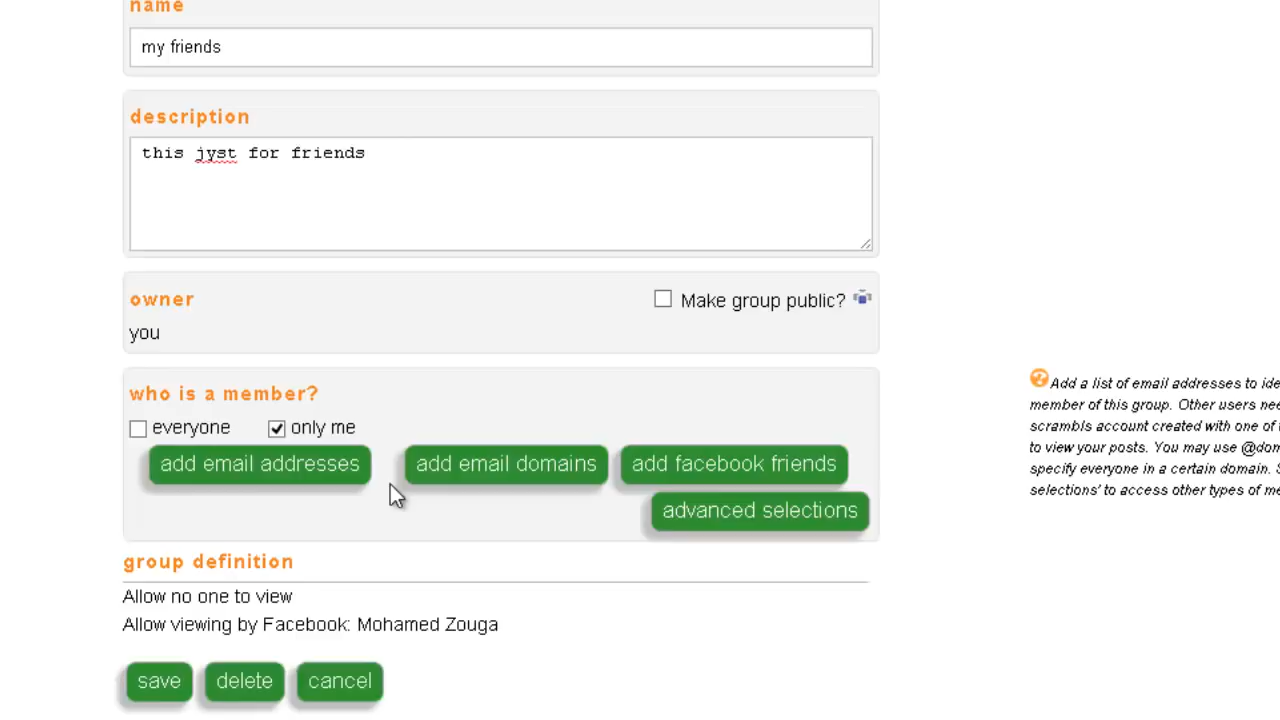 name
my friends
description
this jyst for friends
owner
Make group public?
you
who is a member?
everyone only me
add email addresses add email domains add facebook friends
advanced selections
Add a list of email addresses to
member of this group. Other users
scrambls account created with one of
to view your posts. You may use
specify everyone in a certain domain.
selections' to access other types of
group definition
Allow no one to view
Allow viewing by Facebook: Mohamed Zouga
save delete cancel